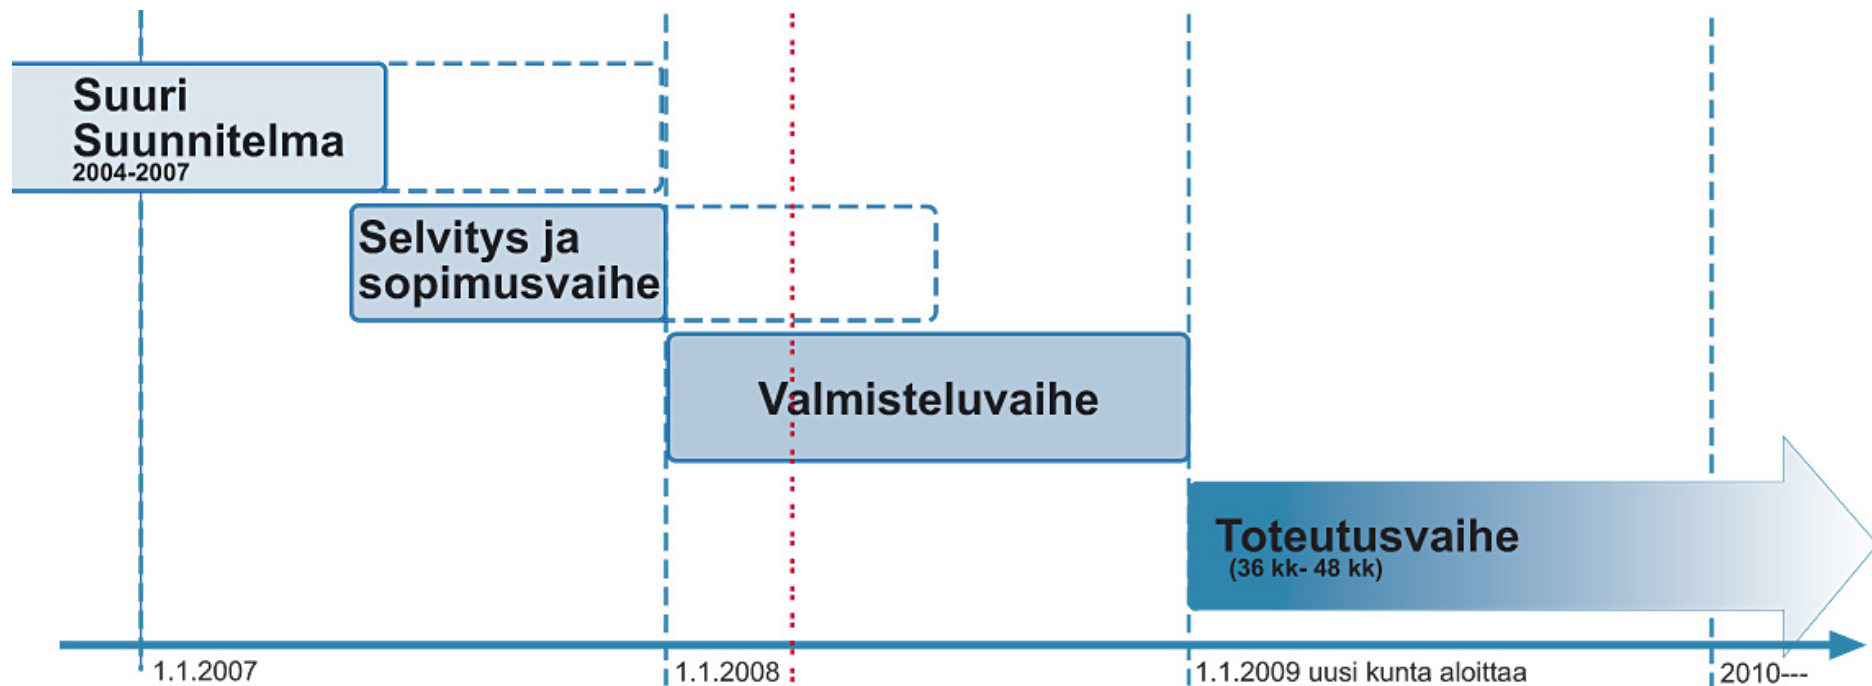 Suuri
Suunnitelma
2004-2007
Selvitys ja
sopimusvaihe
Valmisteluvaihe
Toteutusvaihe
(36 kk- 48 kk)
1.1.2007
1.1.2008
1.1.2009 uusi kunta aloittaa
2010---